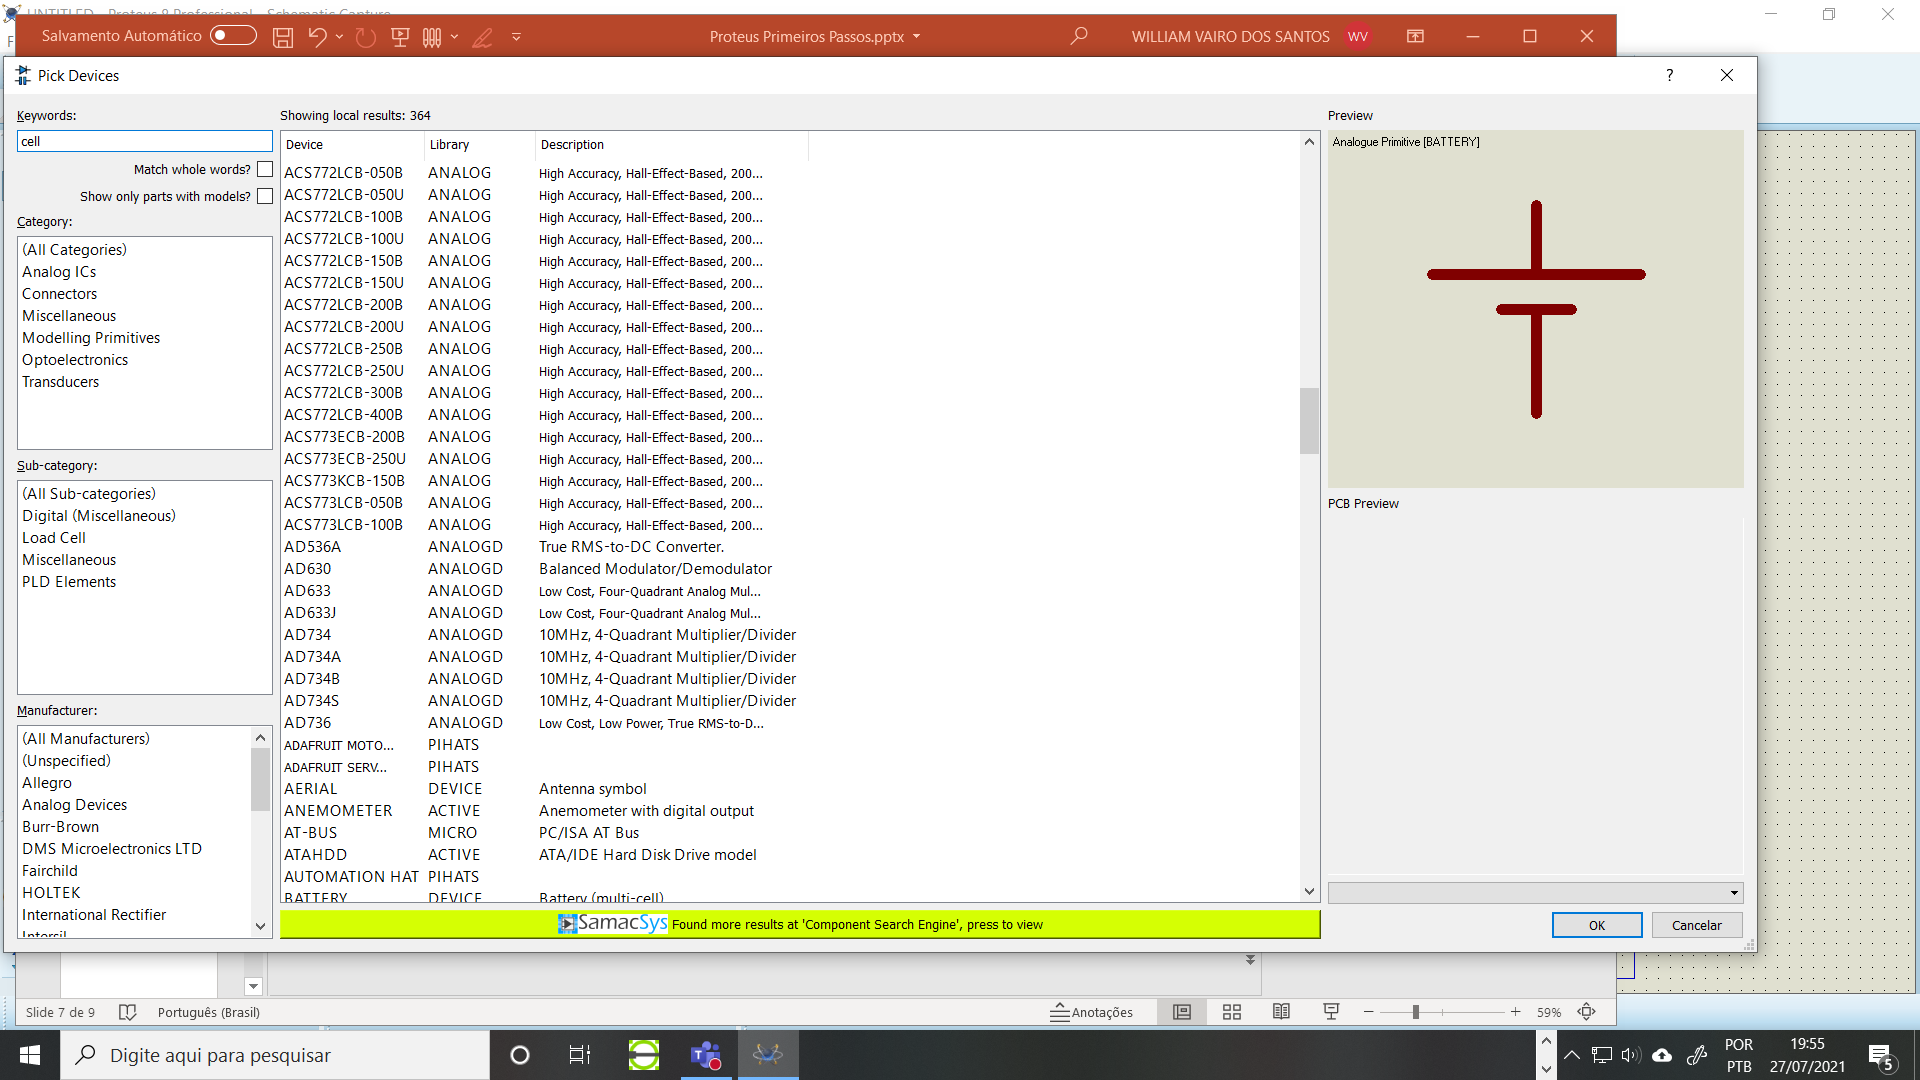 UNTITLED - Proteus 8 Professional - Schematic Capture
Salvamento Automático
Proteus Primeiros Passos.pptx
WILLIAM VAIRO DOS SANTOS
WV
Pick Devices
?
Keywords:
cell
Match whole words?
Show only parts with models?
Category:
(All Categories)
Analog ICs
Connectors
Miscellaneous
Modelling Primitives
Optoelectronics
Transducers
Sub-category:
(All Sub-categories)
Digital (Miscellaneous)
Load Cell
Miscellaneous
PLD Elements
Manufacturer:
(All Manufacturers)
(Unspecified)
Allegro
Analog Devices
Burr-Brown
DMS Microelectronics LTD
Fairchild
HOLTEK
International Rectifier
Intersil
Showing local results: 364
Device Library Description
ACS772LCB-050B ANALOG High Accuracy, Hall-Effect-Based, 200...
ACS772LCB-050U ANALOG High Accuracy, Hall-Effect-Based, 200...
ACS772LCB-100B ANALOG High Accuracy, Hall-Effect-Based, 200...
ACS772LCB-100U ANALOG High Accuracy, Hall-Effect-Based, 200...
ACS772LCB-150B ANALOG High Accuracy, Hall-Effect-Based, 200...
ACS772LCB-150U ANALOG High Accuracy, Hall-Effect-Based, 200...
ACS772LCB-200B ANALOG High Accuracy, Hall-Effect-Based, 200...
ACS772LCB-200U ANALOG High Accuracy, Hall-Effect-Based, 200...
ACS772LCB-250B ANALOG High Accuracy, Hall-Effect-Based, 200...
ACS772LCB-250U ANALOG High Accuracy, Hall-Effect-Based, 200...
ACS772LCB-300B ANALOG High Accuracy, Hall-Effect-Based, 200...
ACS772LCB-400B ANALOG High Accuracy, Hall-Effect-Based, 200...
ACS773ECB-200B ANALOG High Accuracy, Hall-Effect-Based, 200...
ACS773ECB-250U ANALOG High Accuracy, Hall-Effect-Based, 200...
ACS773KCB-150B ANALOG High Accuracy, Hall-Effect-Based, 200...
ACS773LCB-050B ANALOG High Accuracy, Hall-Effect-Based, 200...
ACS773LCB-100B ANALOG High Accuracy, Hall-Effect-Based, 200...
AD536A ANALOGD True RMS-to-DC Converter.
AD630 ANALOGD Balanced Modulator/Demodulator
AD633 ANALOGD Low Cost, Four-Quadrant Analog Mul...
AD633J ANALOGD Low Cost, Four-Quadrant Analog Mul...
AD734 ANALOGD 10MHz, 4-Quadrant Multiplier/Divider
AD734A ANALOGD 10MHz, 4-Quadrant Multiplier/Divider
AD734B ANALOGD 10MHz, 4-Quadrant Multiplier/Divider
AD734S ANALOGD 10MHz, 4-Quadrant Multiplier/Divider
AD736 ANALOGD Low Cost, Low Power, True RMS-to-D...
ADAFRUIT MOTO... PIHATS
ADAFRUIT SERV... PIHATS
AERIAL DEVICE Antenna symbol
ANEMOMETER ACTIVE Anemometer with digital output
AT-BUS MICRO PC/ISA AT Bus
ATAHDD ACTIVE ATA/IDE Hard Disk Drive model
AUTOMATION HAT PIHATS
BATTERY DEVICE Battery (multi-cell)
SamacSys Found more results at 'Component Search Engine', press to view
Preview
Analogue Primitive [BATTERY]
PCB Preview
OK
Cancelar
Slide 7 de 9
Português (Brasil)
Anotações
59%
Digite aqui para pesquisar
POR
PTB
19:55
27/07/2021
5